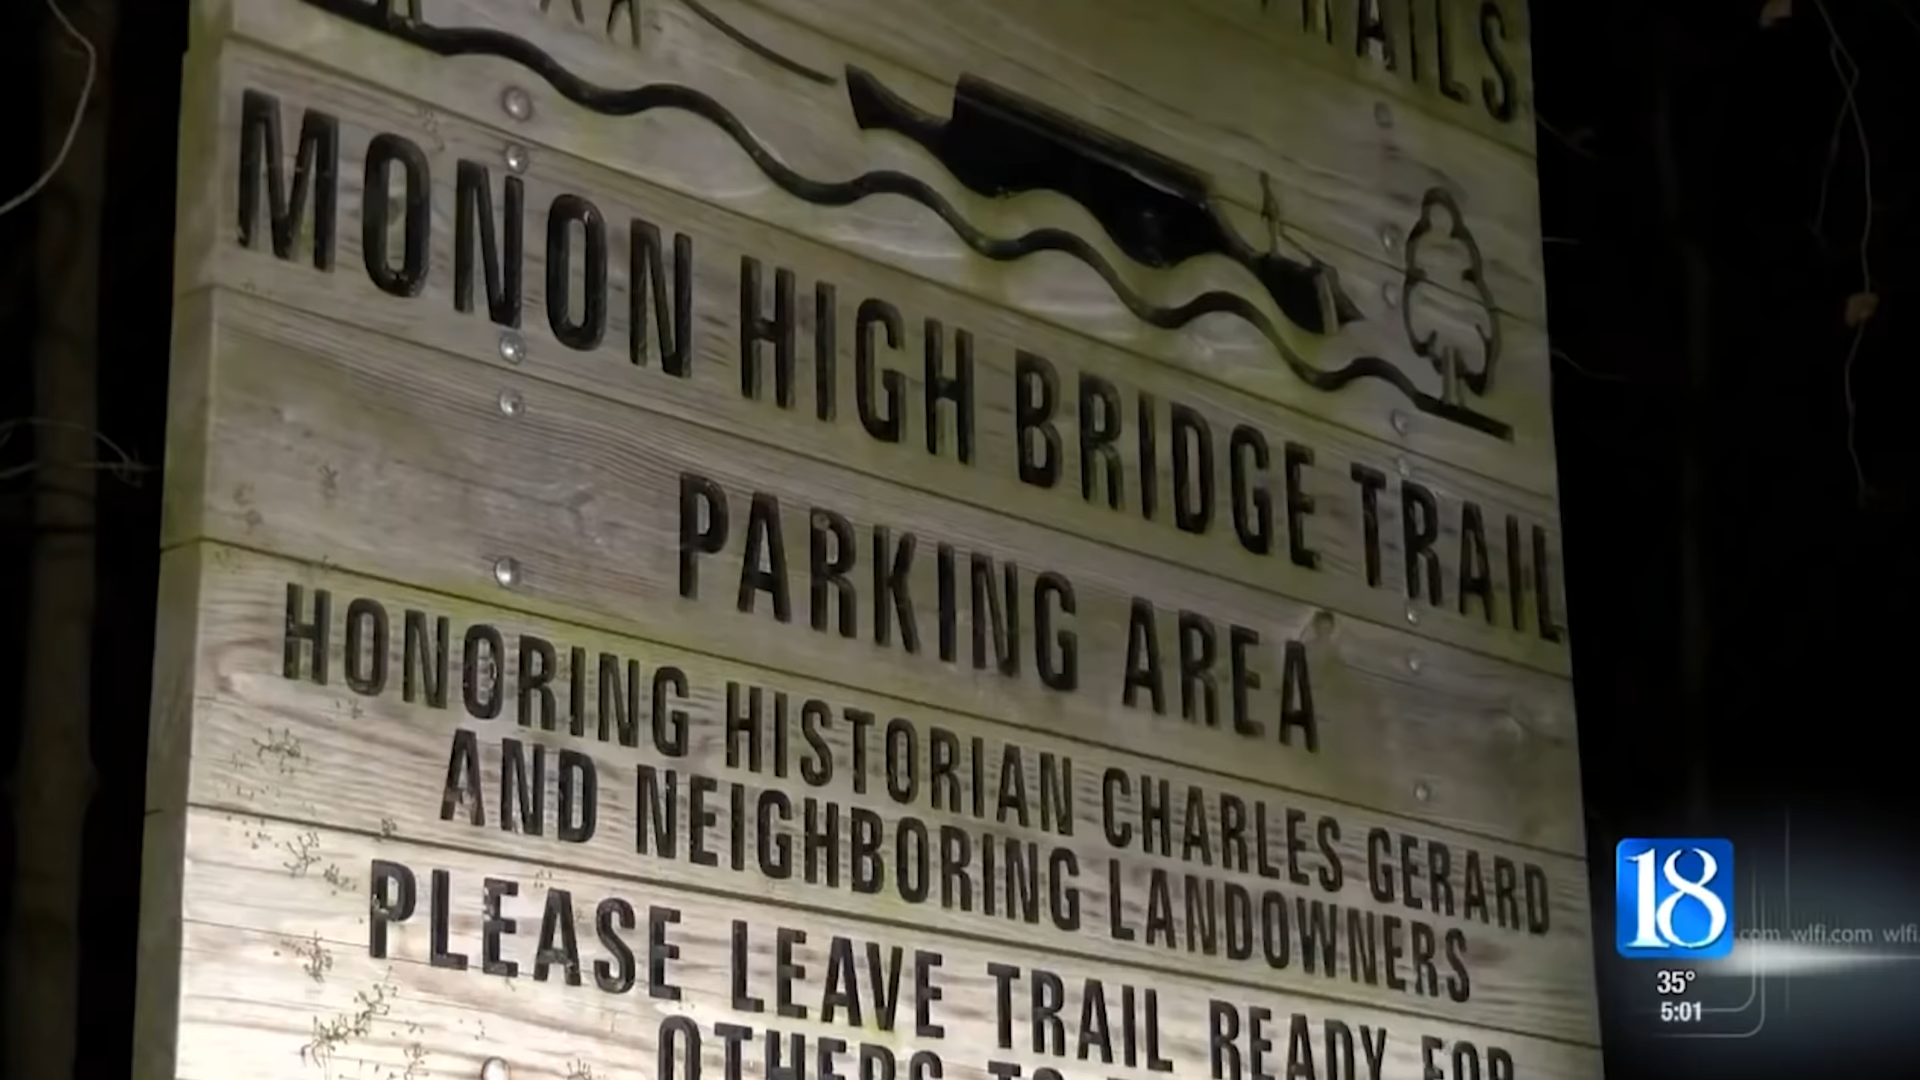 TRAILS
MONON HIGH BRIDGE TRAIL
PARKING AREA
HONORING HISTORIAN CHARLES GERARD
AND NEIGHBORING LANDOWNERS
PLEASE LEAVE TRAIL READY FOR
OTHERS TO
18
.com wlfi.com wlfi
35°
5:01